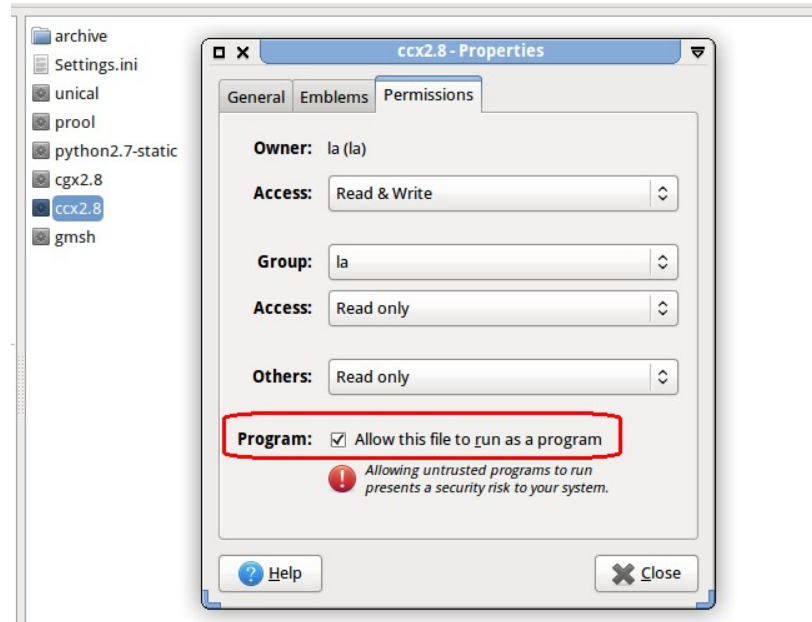 archive
Settings.ini
unical
prool
python2.7-static
cgx2.8
ccx2.8
gmsh
ccx2.8 - Properties
General Emblems Permissions
Owner: la (la)
Access: Read & Write
Group: la
Access: Read only
Others: Read only
Program: Allow this file to run as a program
Allowing untrusted programs to run
presents a security risk to your system.
Help Close